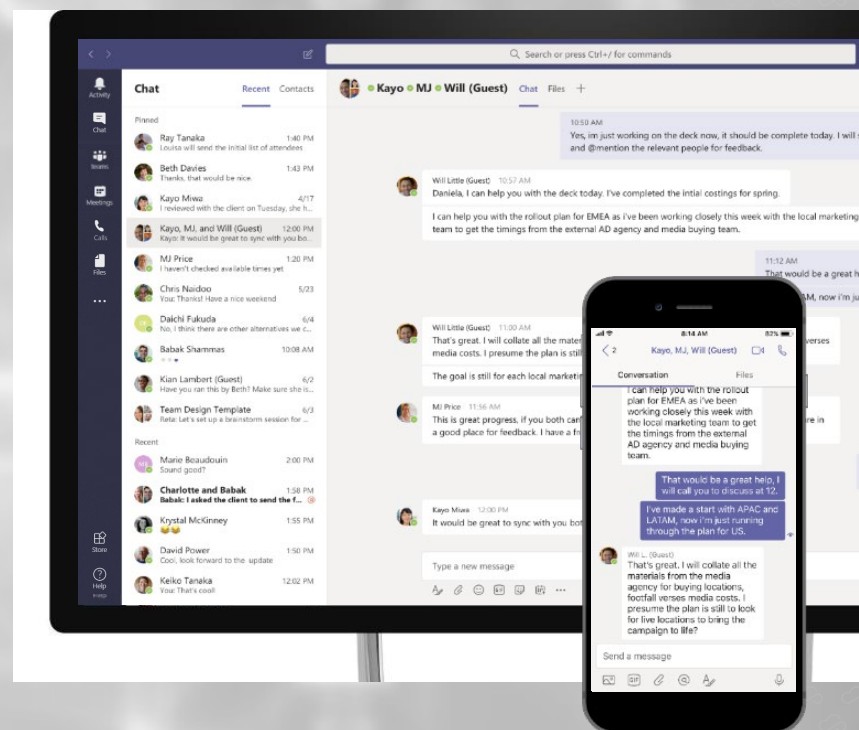 Search or press Ctrl+/ for commands
Activity
Chat
Teams
Meetings
Calls
Files
Store
Help
Chat Recent Contacts
Pinned
Ray Tanaka 1:40 PM
Louisa will send the initial list of attendees
Beth Davies 1:43 PM
Thanks, that would be nice.
Kayo Miwa 4/17
I reviewed with the client on Tuesday, she h...
Kayo, MJ, and Will (Guest) 12:00 PM
Kayo: It would be great to sync with you bo...
MJ Price 1:20 PM
I haven't checked available times yet
Chris Naidoo 5/23
You: Thanks! Have a nice weekend
Daichi Fukuda 6/4
No, I think there are other alternatives we c...
Babak Shammas 10:08 AM
Kian Lambert (Guest) 6/2
Have you ran this by Beth? Make sure she is...
Team Design Template 6/3
Reta: Let's set up a brainstorm session for ...
Recent
Marie Beaudouin 2:00 PM
Sound good?
Charlotte and Babak 1:58 PM
Babak: I asked the client to send the f...
Krystal McKinney 1:55 PM
David Power 1:50 PM
Cool, look forward to the update
Keiko Tanaka 12:02 PM
You: That's cool!
Kayo MJ Will (Guest) Chat Files +
10:50 AM
Yes, im just working on the deck now, it should be complete today. I will
and @mention the relevant people for feedback.
Will Little (Guest) 10:57 AM
Daniela, I can help you with the deck today. I've completed the intial costings for spring.
I can help you with the rollout plan for EMEA as i've been working closely this week with the local marketing
team to get the timings from the external AD agency and media buying team.
11:12 AM
That would be a great h
AM, now i'm ju
Will Little (Guest) 11:00 AM
That's great. I will collate all the mater
verses
media costs. I presume the plan is still
The goal is still for each local marketin
MJ Price 11:56 AM
This is great progress, if you both can
re in
a good place for feedback. I have a fr
Kayo Miwa 12:00 PM
It would be great to sync with you bot
Type a new message
GIF
8:14 AM 82%
2 Kayo, MJ, Will (Guest)
Conversation Files
I can help you with the rollout
plan for EMEA as i've been
working closely this week with
the local marketing team to get
the timings from the external
AD agency and media buying
team.
That would be a great help, I
will call you to discuss at 12.
I've made a start with APAC and
LATAM, now i'm just running
through the plan for US.
Will L. (Guest)
That's great. I will collate all the
materials from the media
agency for buying locations,
footfall verses media costs. I
presume the plan is still to look
for live locations to bring the
campaign to life?
Send a message
GIF